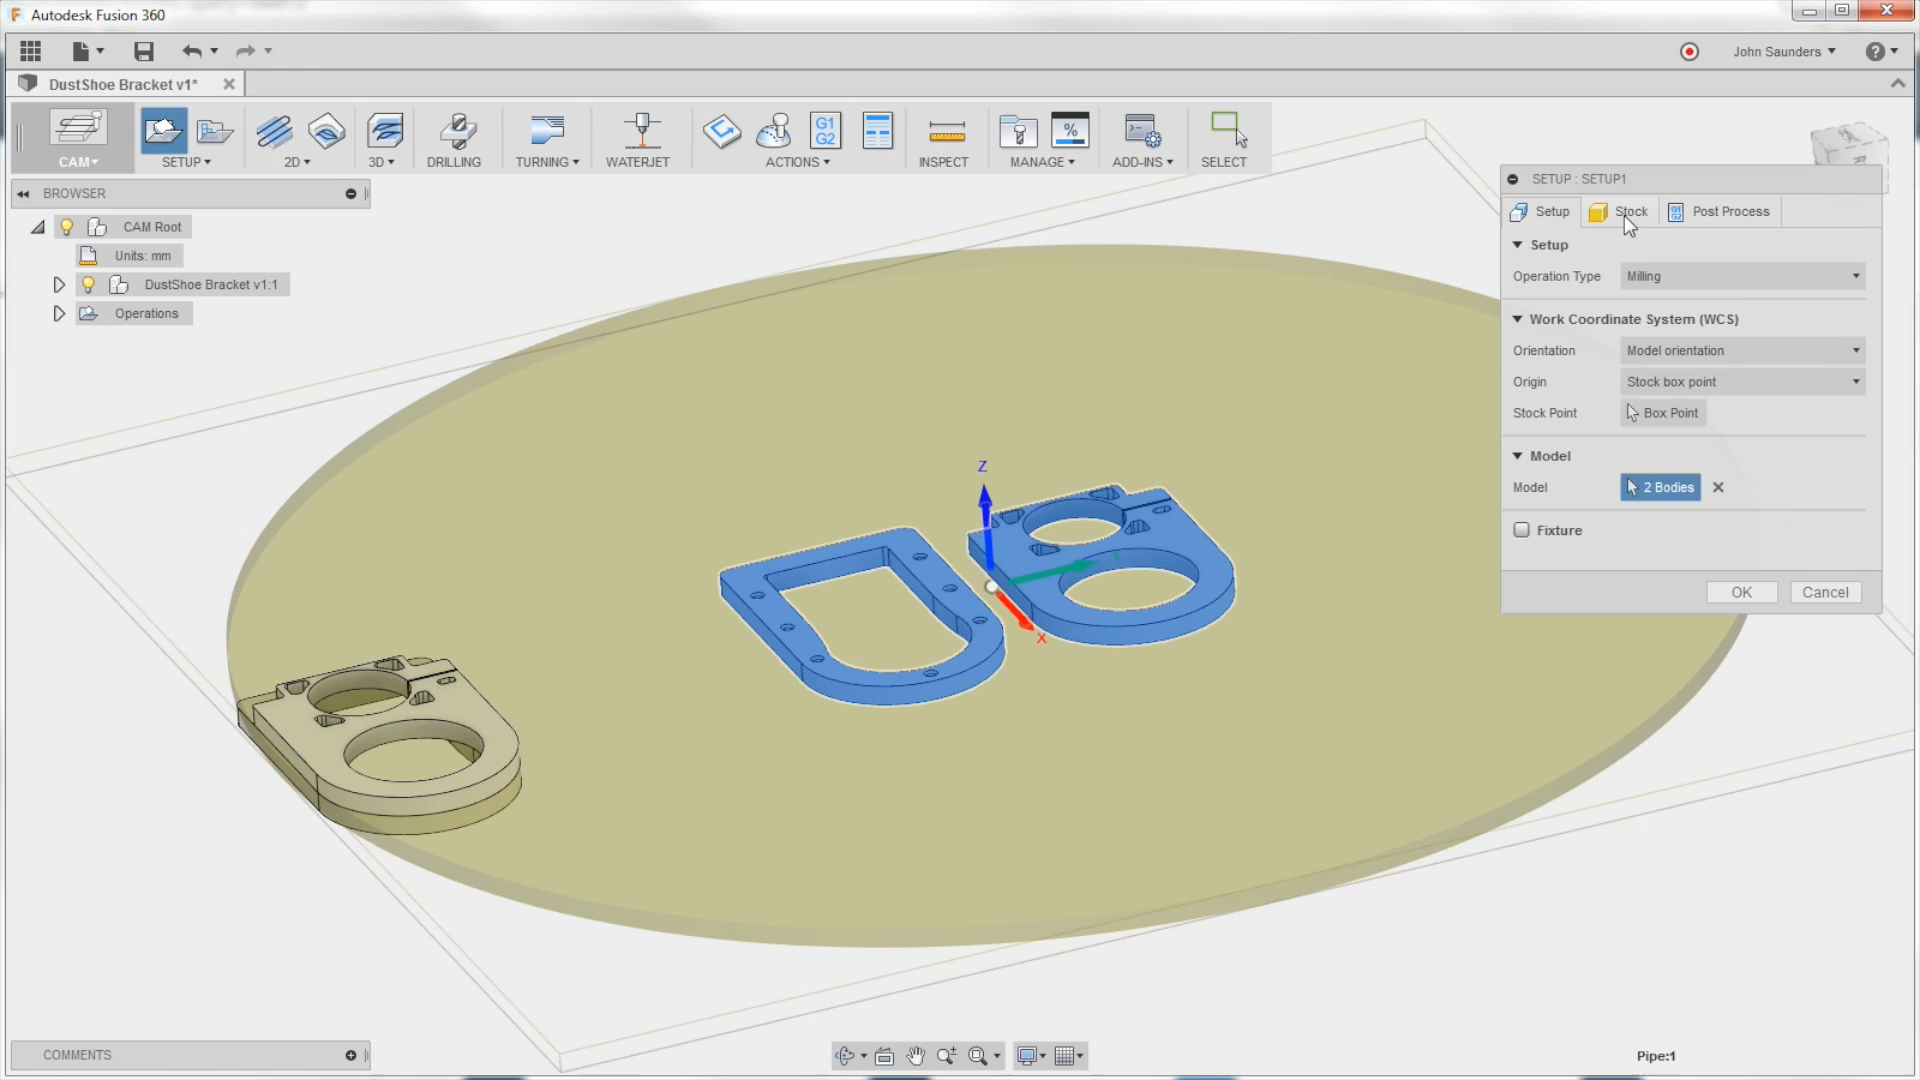 Autodesk Fusion 360
John Saunders
DustShoe Bracket v1*
CAM
SETUP
2D
3D
DRILLING
TURNING
WATERJET
G1
G2
ACTIONS
INSPECT
%
MANAGE
ADD-INS
SELECT
BROWSER
CAM Root
Units: mm
DustShoe Bracket v1:1
Operations
SETUP : SETUP1
Setup
Stock
Post Process
Setup
Operation Type
Milling
Work Coordinate System (WCS)
Orientation
Model orientation
Origin
Stock box point
Stock Point
Box Point
Model
Model
2 Bodies
Fixture
OK
Cancel
Z
X
COMMENTS
Pipe:1